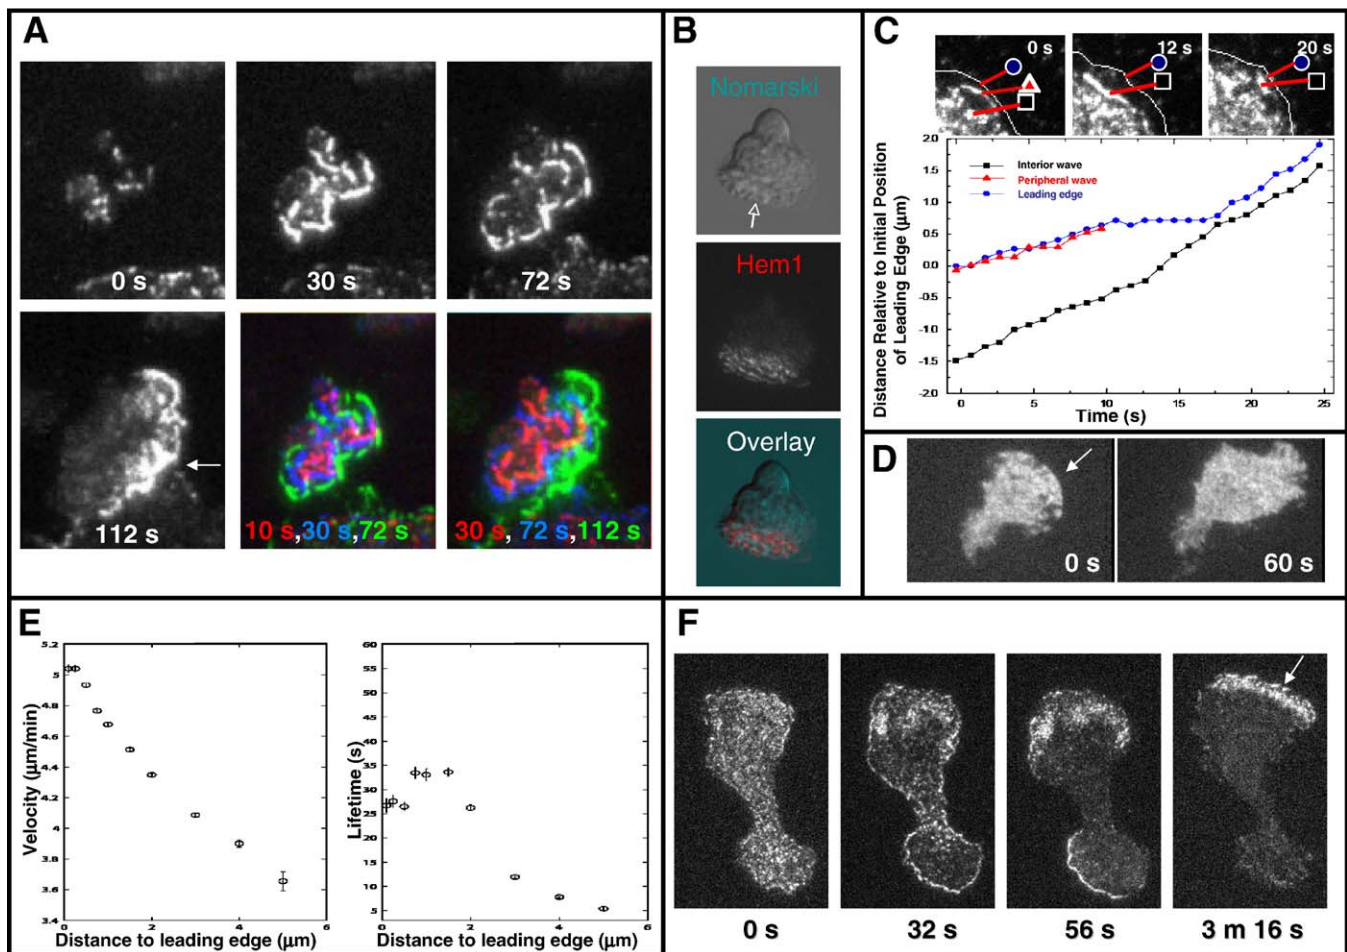 A
0 s
30 s
72 s
112 s
10 s,30 s,72 s
30 s, 72 s,112 s
B
Nomarski
Hem1
Overlay
C
0 s
12 s
20 s
Distance Relative to Initial Position
of Leading Edge (µm)
2.0
1.5
1.0
0.5
0.0
-0.5
-1.0
-1.5
2.0
Interior wave
Peripheral wave
Leading edge
0
5
10
15
20
25
Time (s)
D
0 s
60 s
E
Velocity (µm/min)
5.2
5
4.8
4.6
4.4
4.2
4
3.8
3.6
3.4
0
2
4
6
Distance to leading edge (µm)
Lifetime (s)
60
55
50
45
40
35
30
25
20
15
10
5
0
2
4
6
Distance to leading edge (µm)
F
0 s
32 s
56 s
3 m 16 s